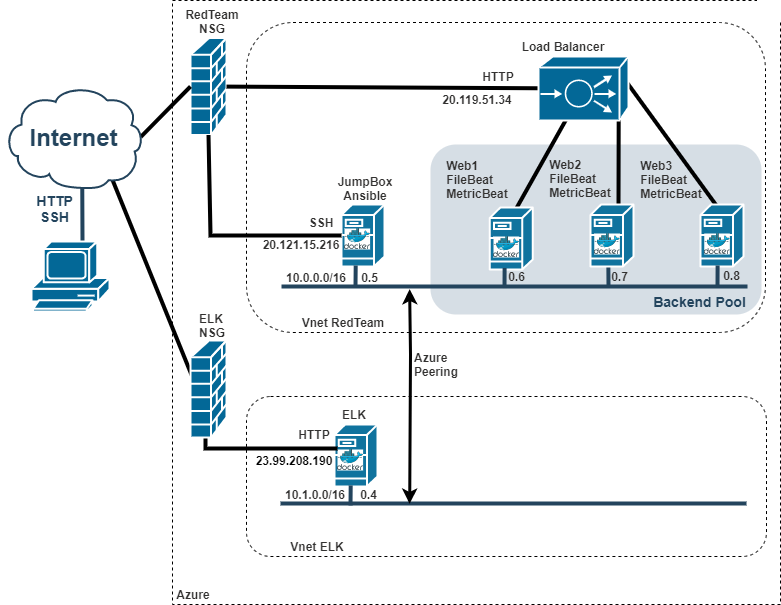 RedTeam
NSG
Load Balancer
HTTP
20.119.51.34
Internet
HTTP
SSH
JumpBox
Ansible
SSH
20.121.15.216
docker
10.0.0.0/16
0.5
Web1
FileBeat
MetricBeat
docker
0.6
Web2
FileBeat
MetricBeat
docker
0.7
Web3
FileBeat
MetricBeat
docker
0.8
Backend Pool
Vnet RedTeam
Azure
Peering
ELK
NSG
ELK
HTTP
23.99.208.190
docker
10.1.0.0/16
0.4
Vnet ELK
Azure